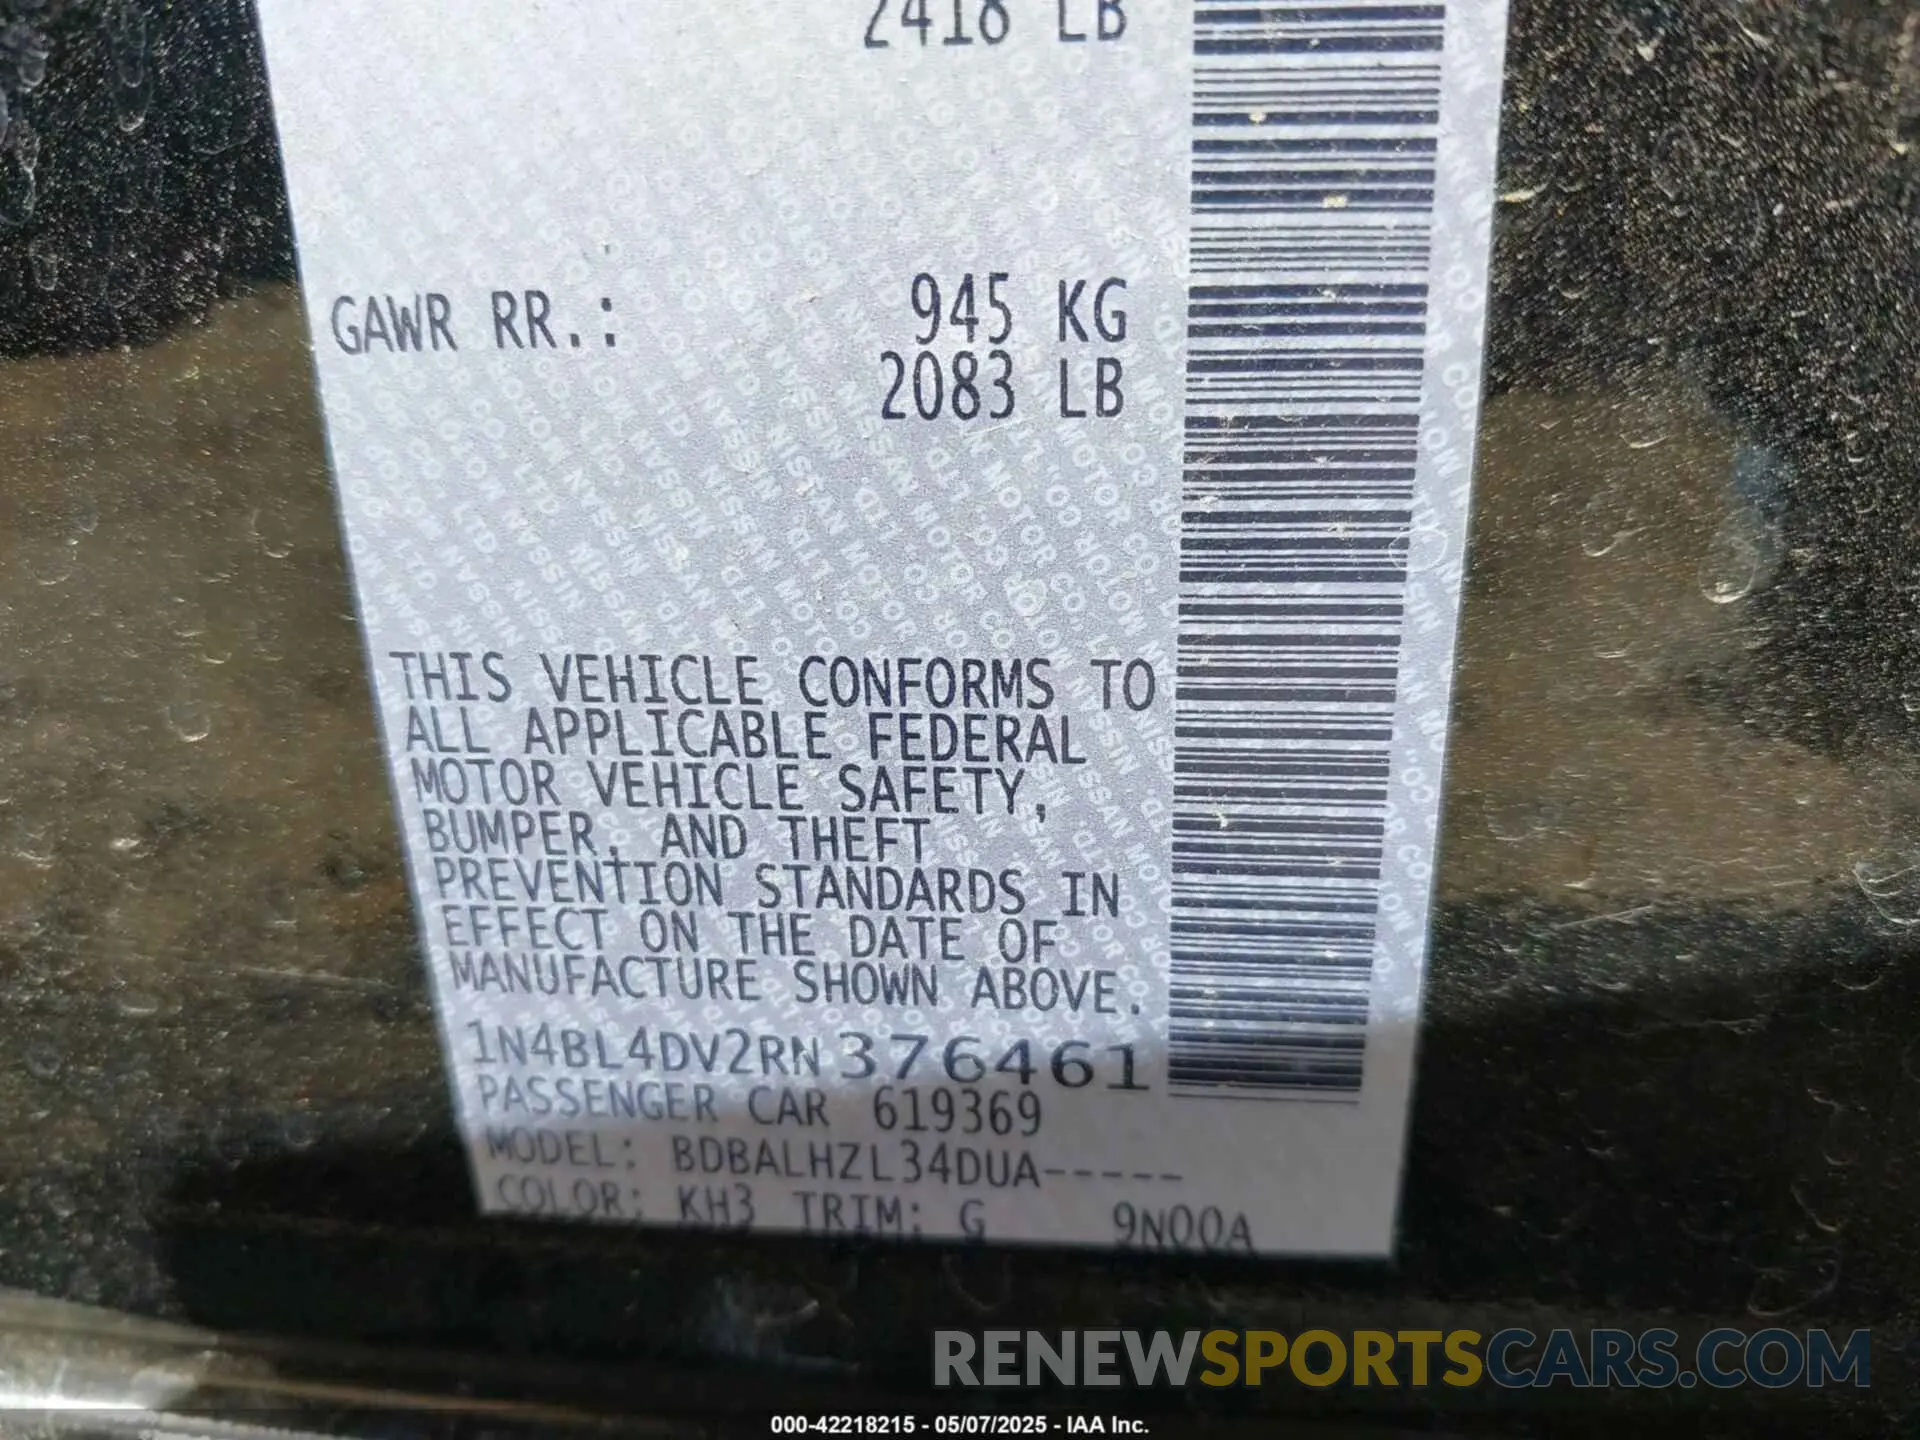 2418 LB
GAWR RR.: 945 KG
2083 LB
THIS VEHICLE CONFORMS TO
ALL APPLICABLE FEDERAL
MOTOR VEHICLE SAFETY,
BUMPER, AND THEFT
PREVENTION STANDARDS IN
EFFECT ON THE DATE OF
MANUFACTURE SHOWN ABOVE.
1N4BL4DV2RN376461
PASSENGER CAR 619369
MODEL: BDBALHZL34DUA-----
COLOR: KH3 TRIM: G 9N00A
RENEWSPORTSCARS.COM
000-42218215 - 05/07/2025 - IAA Inc.